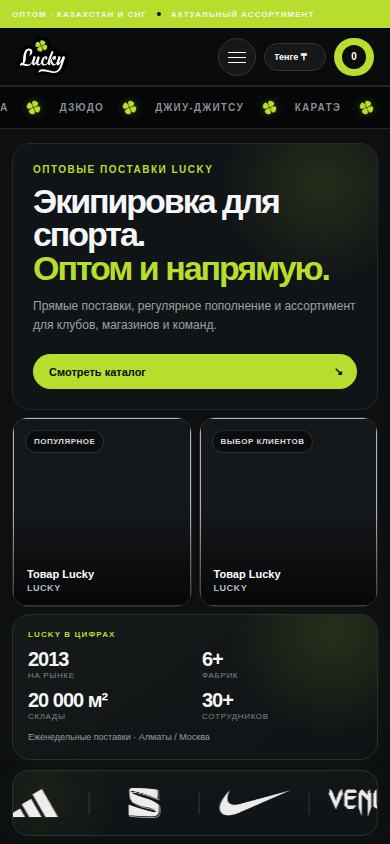 ОПТОМ · КАЗАХСТАН И СНГ • АКТУАЛЬНЫЙ АССОРТИМЕНТ
Lucky
Тенге ₸
0
А ДЗЮДО ДЖИУ-ДЖИТСУ КАРАТЭ
ОПТОВЫЕ ПОСТАВКИ LUCKY
Экипировка для
спорта.
Оптом и напрямую.
Прямые поставки, регулярное пополнение и ассортимент
для клубов, магазинов и команд.
Смотреть каталог ↘
ПОПУЛЯРНОЕ
Товар Lucky
LUCKY
ВЫБОР КЛИЕНТОВ
Товар Lucky
LUCKY
LUCKY В ЦИФРАХ
2013
НА РЫНКЕ
6+
ФАБРИК
20 000 м²
СКЛАДЫ
30+
СОТРУДНИКОВ
Еженедельные поставки · Алматы / Москва